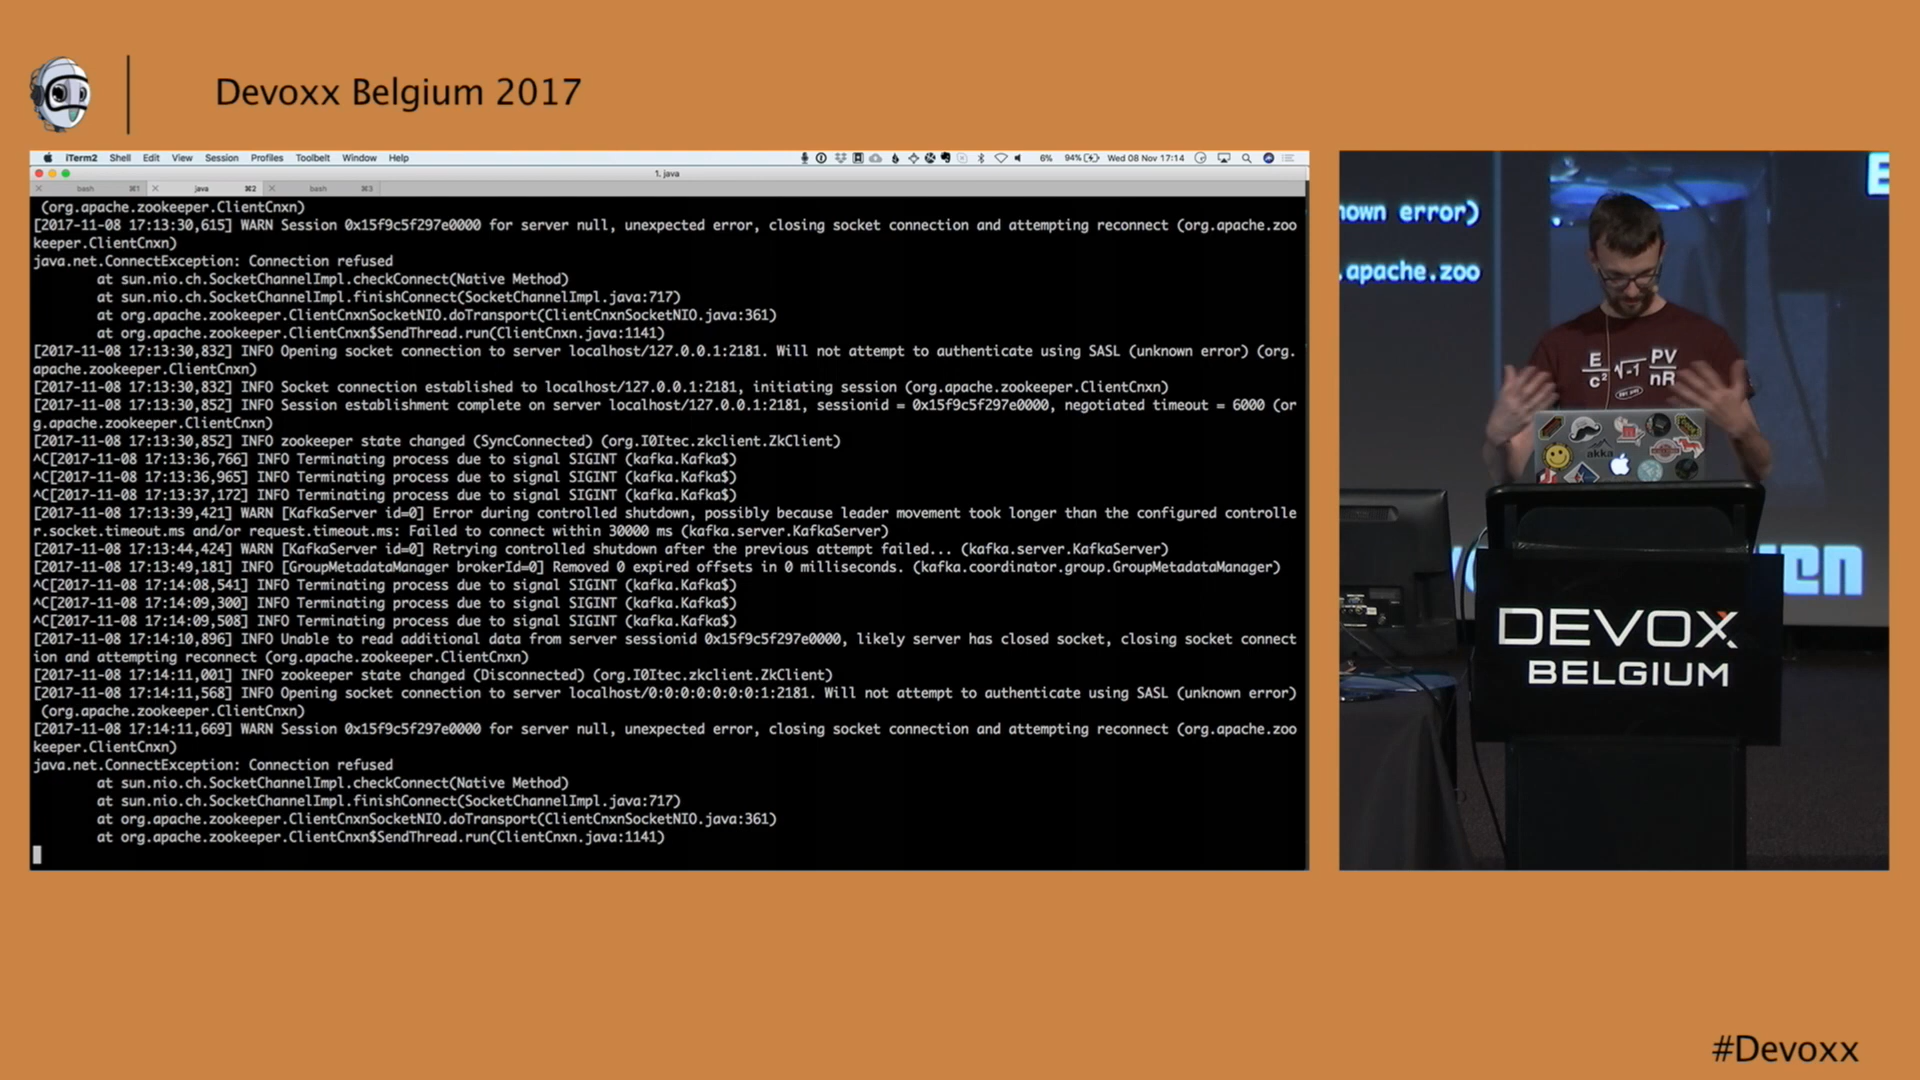 Devoxx Belgium 2017
iTerm2 Shell Edit View Session Profiles Toolbelt Window Help
6% 94% Wed 08 Nov 17:14
1. java
bash ⌘1 java ⌘2 bash ⌘3
(org.apache.zookeeper.ClientCnxn)
[2017-11-08 17:13:30,615] WARN Session 0x15f9c5f297e0000 for server null, unexpected error, closing socket connection and attempting reconnect (org.apache.zoo
keeper.ClientCnxn)
java.net.ConnectException: Connection refused
at sun.nio.ch.SocketChannelImpl.checkConnect(Native Method)
at sun.nio.ch.SocketChannelImpl.finishConnect(SocketChannelImpl.java:717)
at org.apache.zookeeper.ClientCnxnSocketNIO.doTransport(ClientCnxnSocketNIO.java:361)
at org.apache.zookeeper.ClientCnxn$SendThread.run(ClientCnxn.java:1141)
[2017-11-08 17:13:30,832] INFO Opening socket connection to server localhost/127.0.0.1:2181. Will not attempt to authenticate using SASL (unknown error) (org.
apache.zookeeper.ClientCnxn)
[2017-11-08 17:13:30,832] INFO Socket connection established to localhost/127.0.0.1:2181, initiating session (org.apache.zookeeper.ClientCnxn)
[2017-11-08 17:13:30,852] INFO Session establishment complete on server localhost/127.0.0.1:2181, sessionid = 0x15f9c5f297e0000, negotiated timeout = 6000 (or
g.apache.zookeeper.ClientCnxn)
[2017-11-08 17:13:30,852] INFO zookeeper state changed (SyncConnected) (org.I0Itec.zkclient.ZkClient)
^C[2017-11-08 17:13:36,766] INFO Terminating process due to signal SIGINT (kafka.Kafka$)
^C[2017-11-08 17:13:36,965] INFO Terminating process due to signal SIGINT (kafka.Kafka$)
^C[2017-11-08 17:13:37,172] INFO Terminating process due to signal SIGINT (kafka.Kafka$)
[2017-11-08 17:13:39,421] WARN [KafkaServer id=0] Error during controlled shutdown, possibly because leader movement took longer than the configured controlle
r.socket.timeout.ms and/or request.timeout.ms: Failed to connect within 30000 ms (kafka.server.KafkaServer)
[2017-11-08 17:13:44,424] WARN [KafkaServer id=0] Retrying controlled shutdown after the previous attempt failed... (kafka.server.KafkaServer)
[2017-11-08 17:13:49,181] INFO [GroupMetadataManager brokerId=0] Removed 0 expired offsets in 0 milliseconds. (kafka.coordinator.group.GroupMetadataManager)
^C[2017-11-08 17:14:08,541] INFO Terminating process due to signal SIGINT (kafka.Kafka$)
^C[2017-11-08 17:14:09,300] INFO Terminating process due to signal SIGINT (kafka.Kafka$)
^C[2017-11-08 17:14:09,508] INFO Terminating process due to signal SIGINT (kafka.Kafka$)
[2017-11-08 17:14:10,896] INFO Unable to read additional data from server sessionid 0x15f9c5f297e0000, likely server has closed socket, closing socket connect
ion and attempting reconnect (org.apache.zookeeper.ClientCnxn)
[2017-11-08 17:14:11,001] INFO zookeeper state changed (Disconnected) (org.I0Itec.zkclient.ZkClient)
[2017-11-08 17:14:11,568] INFO Opening socket connection to server localhost/0:0:0:0:0:0:0:1:2181. Will not attempt to authenticate using SASL (unknown error)
(org.apache.zookeeper.ClientCnxn)
[2017-11-08 17:14:11,669] WARN Session 0x15f9c5f297e0000 for server null, unexpected error, closing socket connection and attempting reconnect (org.apache.zoo
keeper.ClientCnxn)
java.net.ConnectException: Connection refused
at sun.nio.ch.SocketChannelImpl.checkConnect(Native Method)
at sun.nio.ch.SocketChannelImpl.finishConnect(SocketChannelImpl.java:717)
at org.apache.zookeeper.ClientCnxnSocketNIO.doTransport(ClientCnxnSocketNIO.java:361)
at org.apache.zookeeper.ClientCnxn$SendThread.run(ClientCnxn.java:1141)
nown error)
.apache.zoo
E
c² √-1 PV
nR
akka
DEVOXX
BELGIUM
#Devoxx